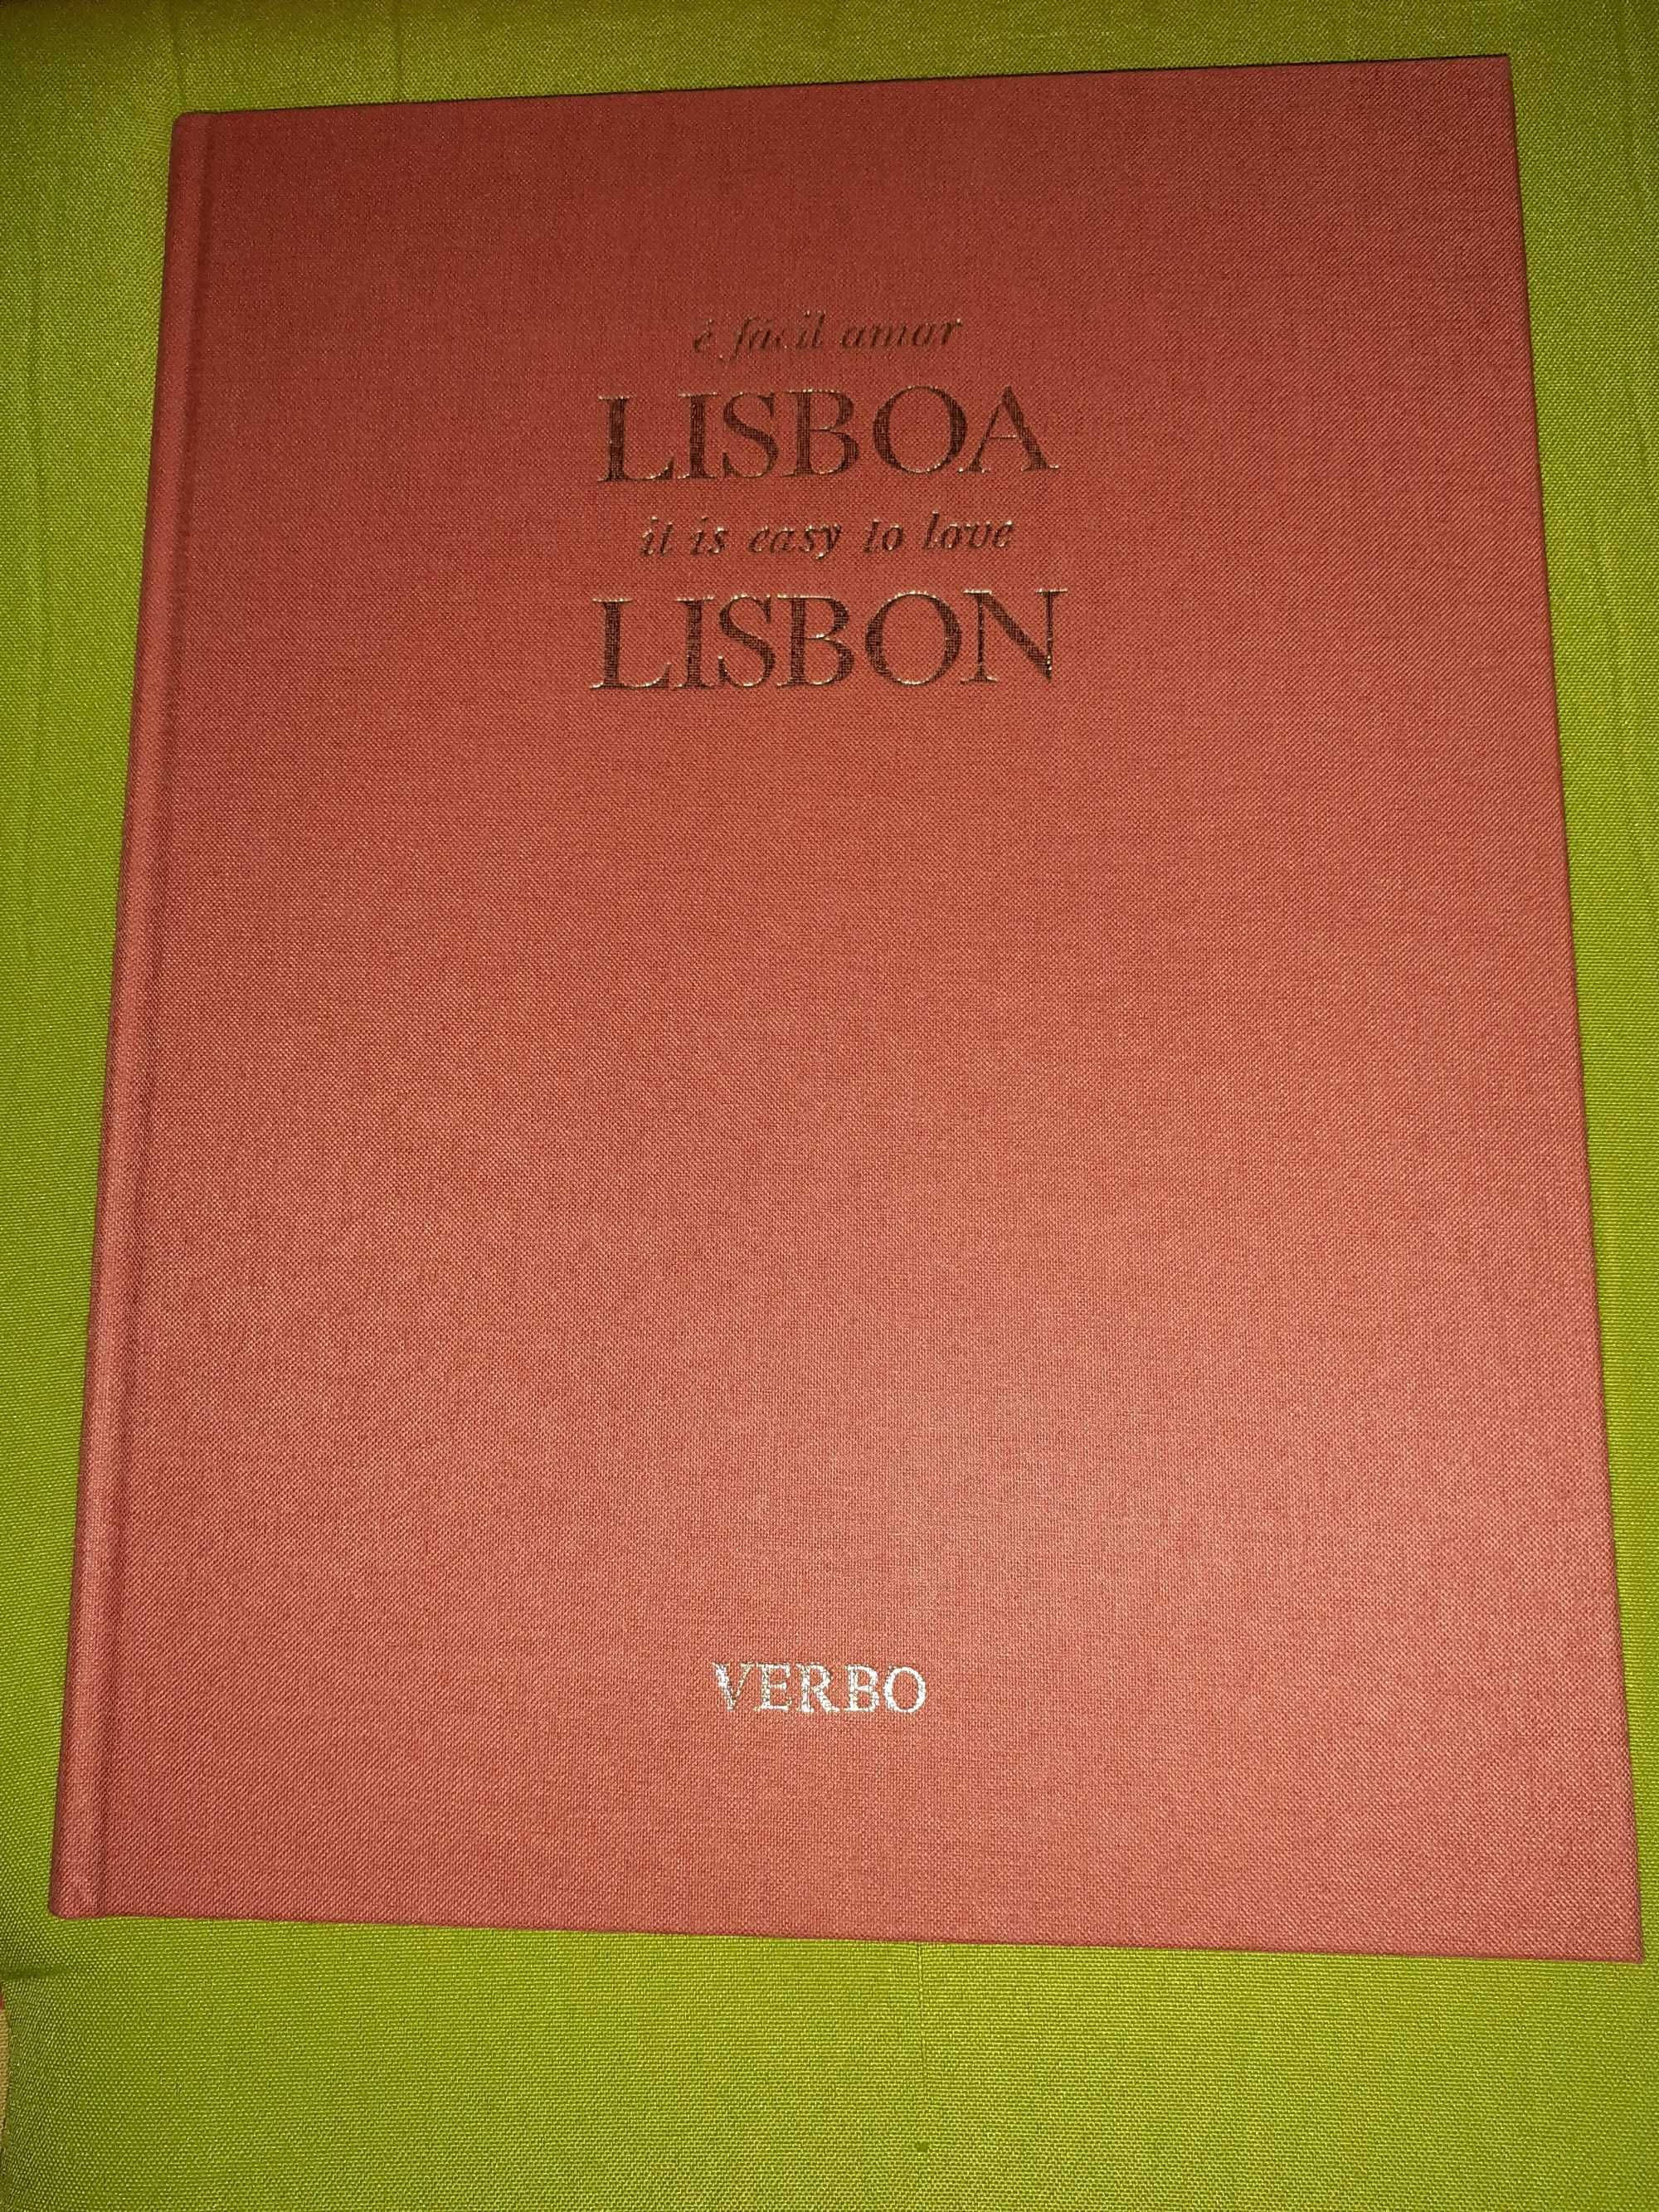 é fácil amar
LISBOA
it is easy to love
LISBON
VERBO